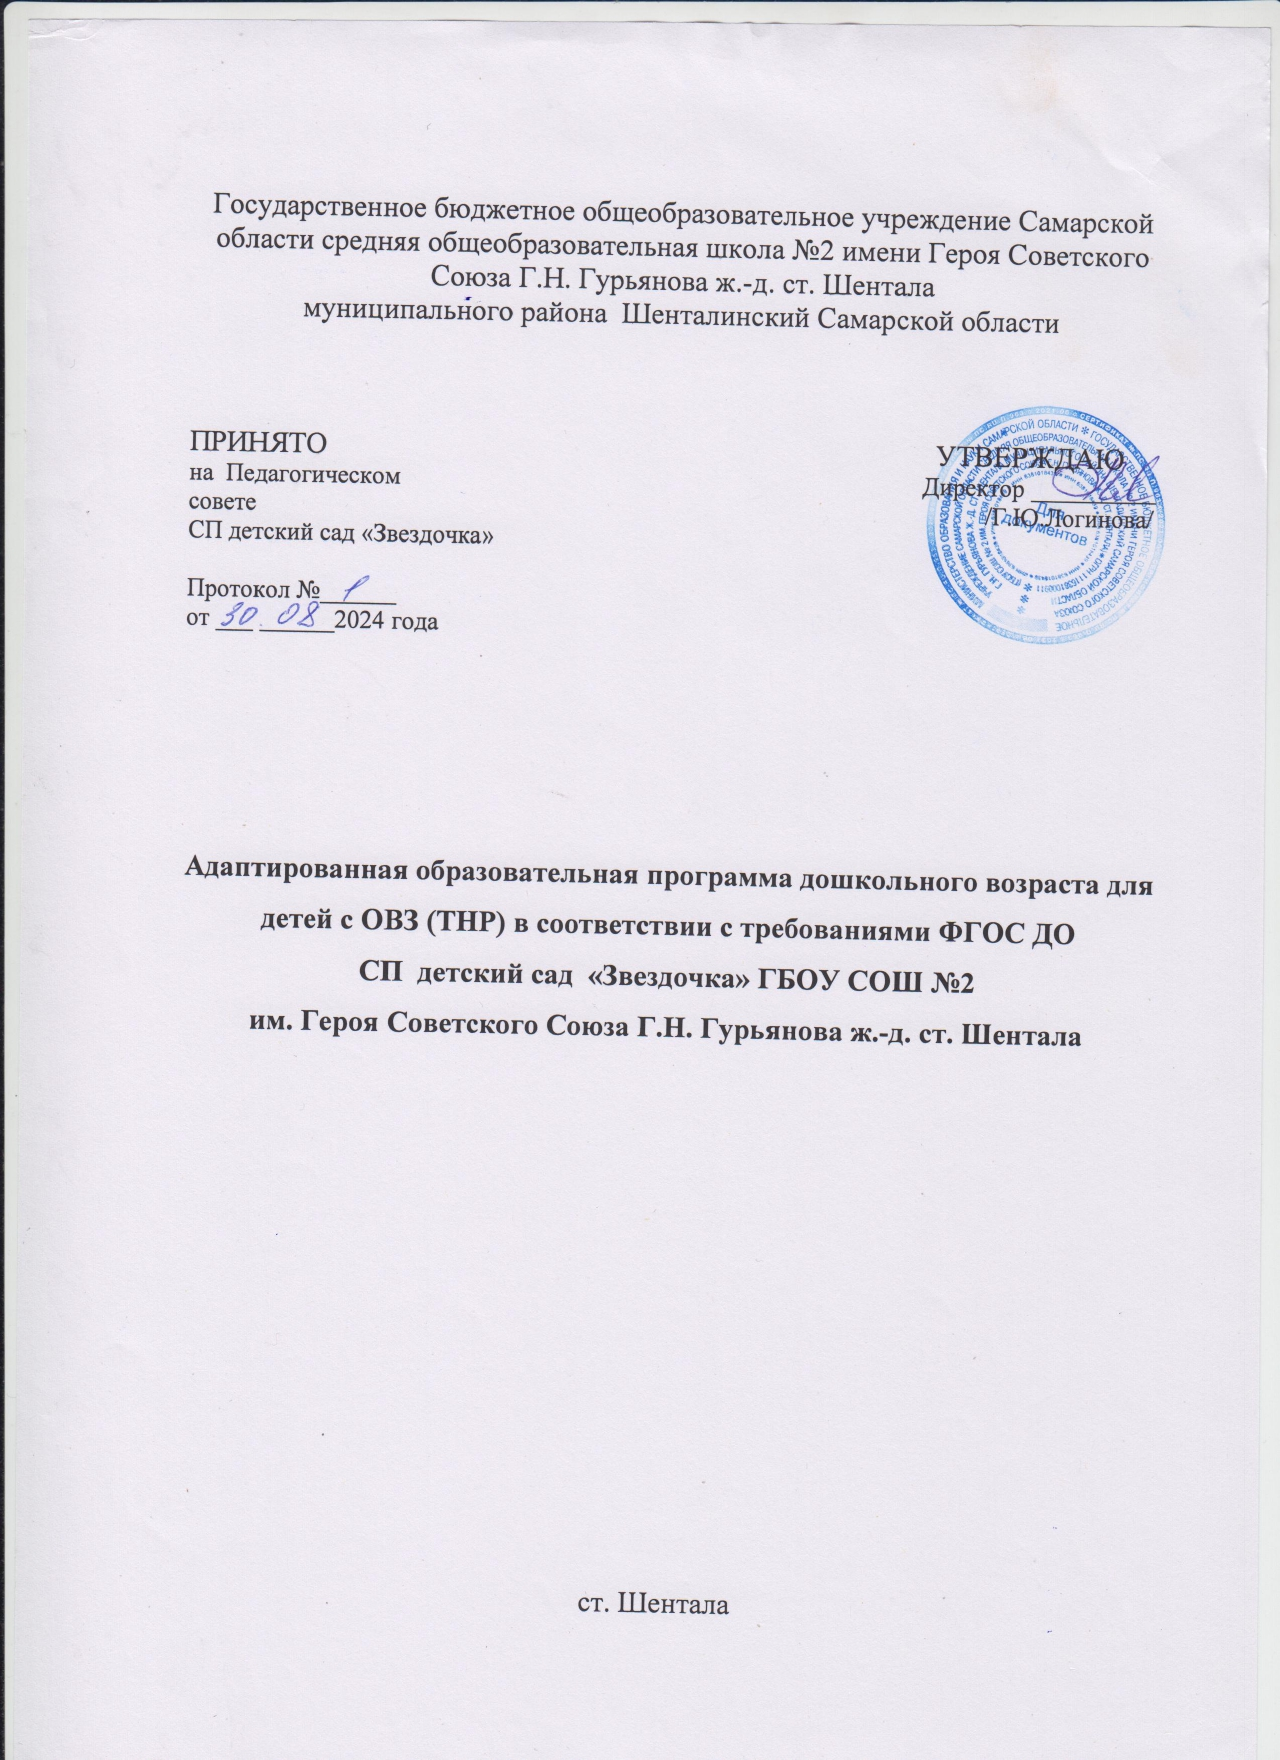 Государственное бюджетное общеобразовательное учреждение Самарской
области средняя общеобразовательная школа №2 имени Героя Советского
Союза Г.Н. Гурьянова ж.-д. ст. Шентала
муниципального района Шенталинский Самарской области
ПРИНЯТО
на Педагогическом
совете
СП детский сад «Звездочка»
Протокол № 1
от 30 . 08 2024 года
УТВЕРЖДАЮ
Директор
/Г.Ю.Логинова/
Для
документов
Адаптированная образовательная программа дошкольного возраста для
детей с ОВЗ (ТНР) в соответствии с требованиями ФГОС ДО
СП детский сад «Звездочка» ГБОУ СОШ №2
им. Героя Советского Союза Г.Н. Гурьянова ж.-д. ст. Шентала
ст. Шентала